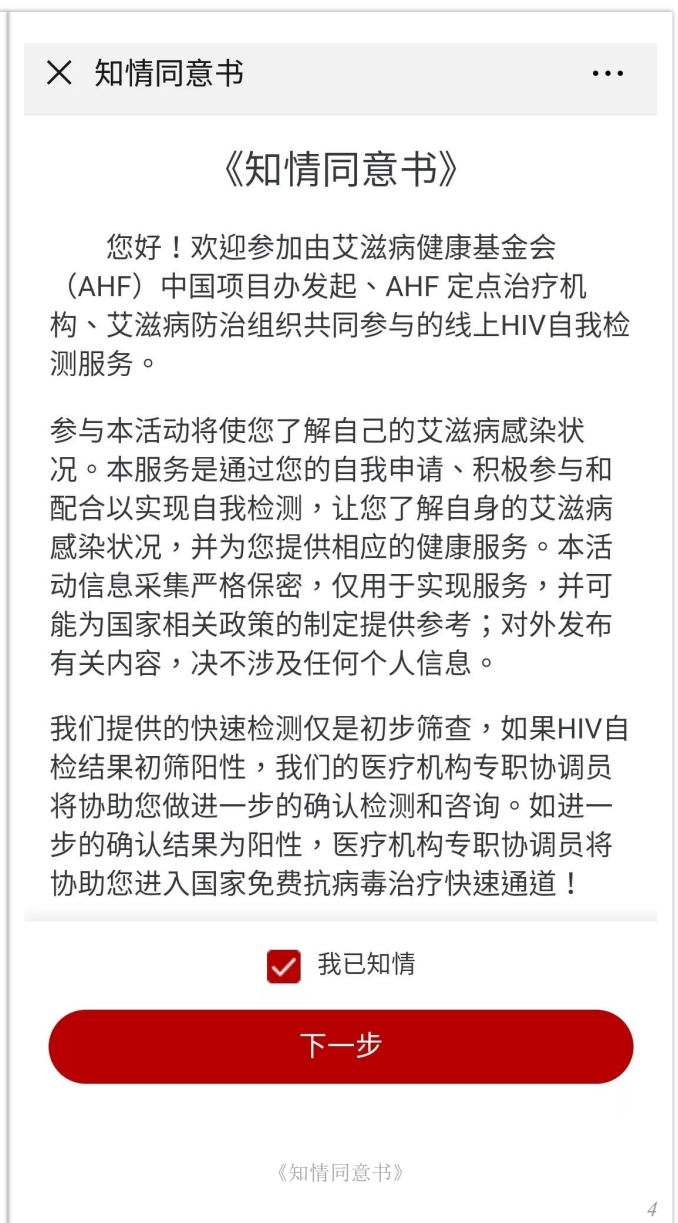 知情同意书
《知情同意书》
您好！欢迎参加由艾滋病健康基金会
（AHF）中国项目办发起、AHF 定点治疗机
构、艾滋病防治组织共同参与的线上HIV自我检
测服务。
参与本活动将使您了解自己的艾滋病感染状
况。本服务是通过您的自我申请、积极参与和
配合以实现自我检测，让您了解自身的艾滋病
感染状况，并为您提供相应的健康服务。本活
动信息采集严格保密，仅用于实现服务，并可
能为国家相关政策的制定提供参考；对外发布
有关内容，决不涉及任何个人信息。
我们提供的快速检测仅是初步筛查，如果HIV自
检结果初筛阳性，我们的医疗机构专职协调员
将协助您做进一步的确认检测和咨询。如进一
步的确认结果为阳性，医疗机构专职协调员将
协助您进入国家免费抗病毒治疗快速通道！
我已知情
下一步
《知情同意书》
4